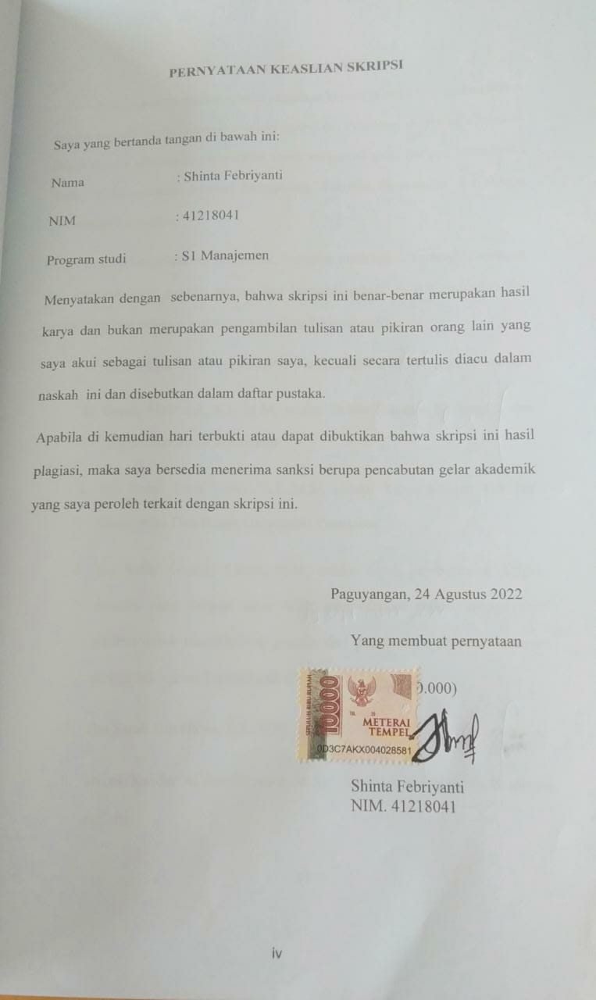 PERNYATAAN KEASLIAN SKRIPSI
Saya yang bertanda tangan di bawah ini:
Nama : Shinta Febriyanti
NIM : 41218041
Program studi : S1 Manajemen
Menyatakan dengan sebenarnya, bahwa skripsi ini benar-benar merupakan hasil
karya dan bukan merupakan pengambilan tulisan atau pikiran orang lain yang
saya akui sebagai tulisan atau pikiran saya, kecuali secara tertulis diacu dalam
naskah ini dan disebutkan dalam daftar pustaka.
Apabila di kemudian hari terbukti atau dapat dibuktikan bahwa skripsi ini hasil
plagiasi, maka saya bersedia menerima sanksi berupa pencabutan gelar akademik
yang saya peroleh terkait dengan skripsi ini.
Paguyangan, 24 Agustus 2022
Yang membuat pernyataan
0.000)
SEPULUH RIBU RUPIAH
10000
TGL. 20
METERAI
TEMPEL
0D3C7AKX004028581
Shinta Febriyanti
NIM. 41218041
iv